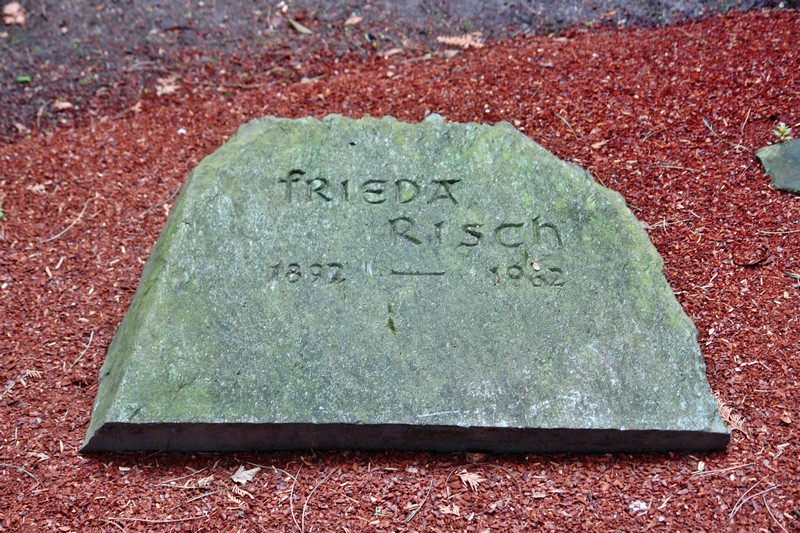 FRIEDA
RISCH
1892 — 1962